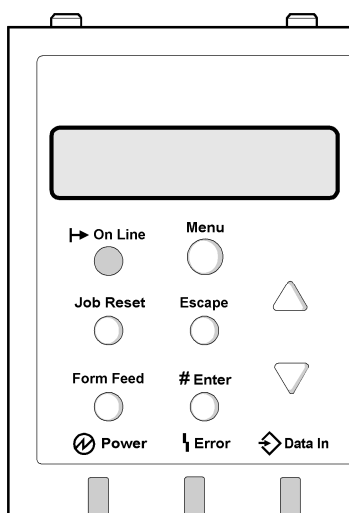 On Line
Menu
Job Reset
Escape
Form Feed
# Enter
Power
Error
Data In